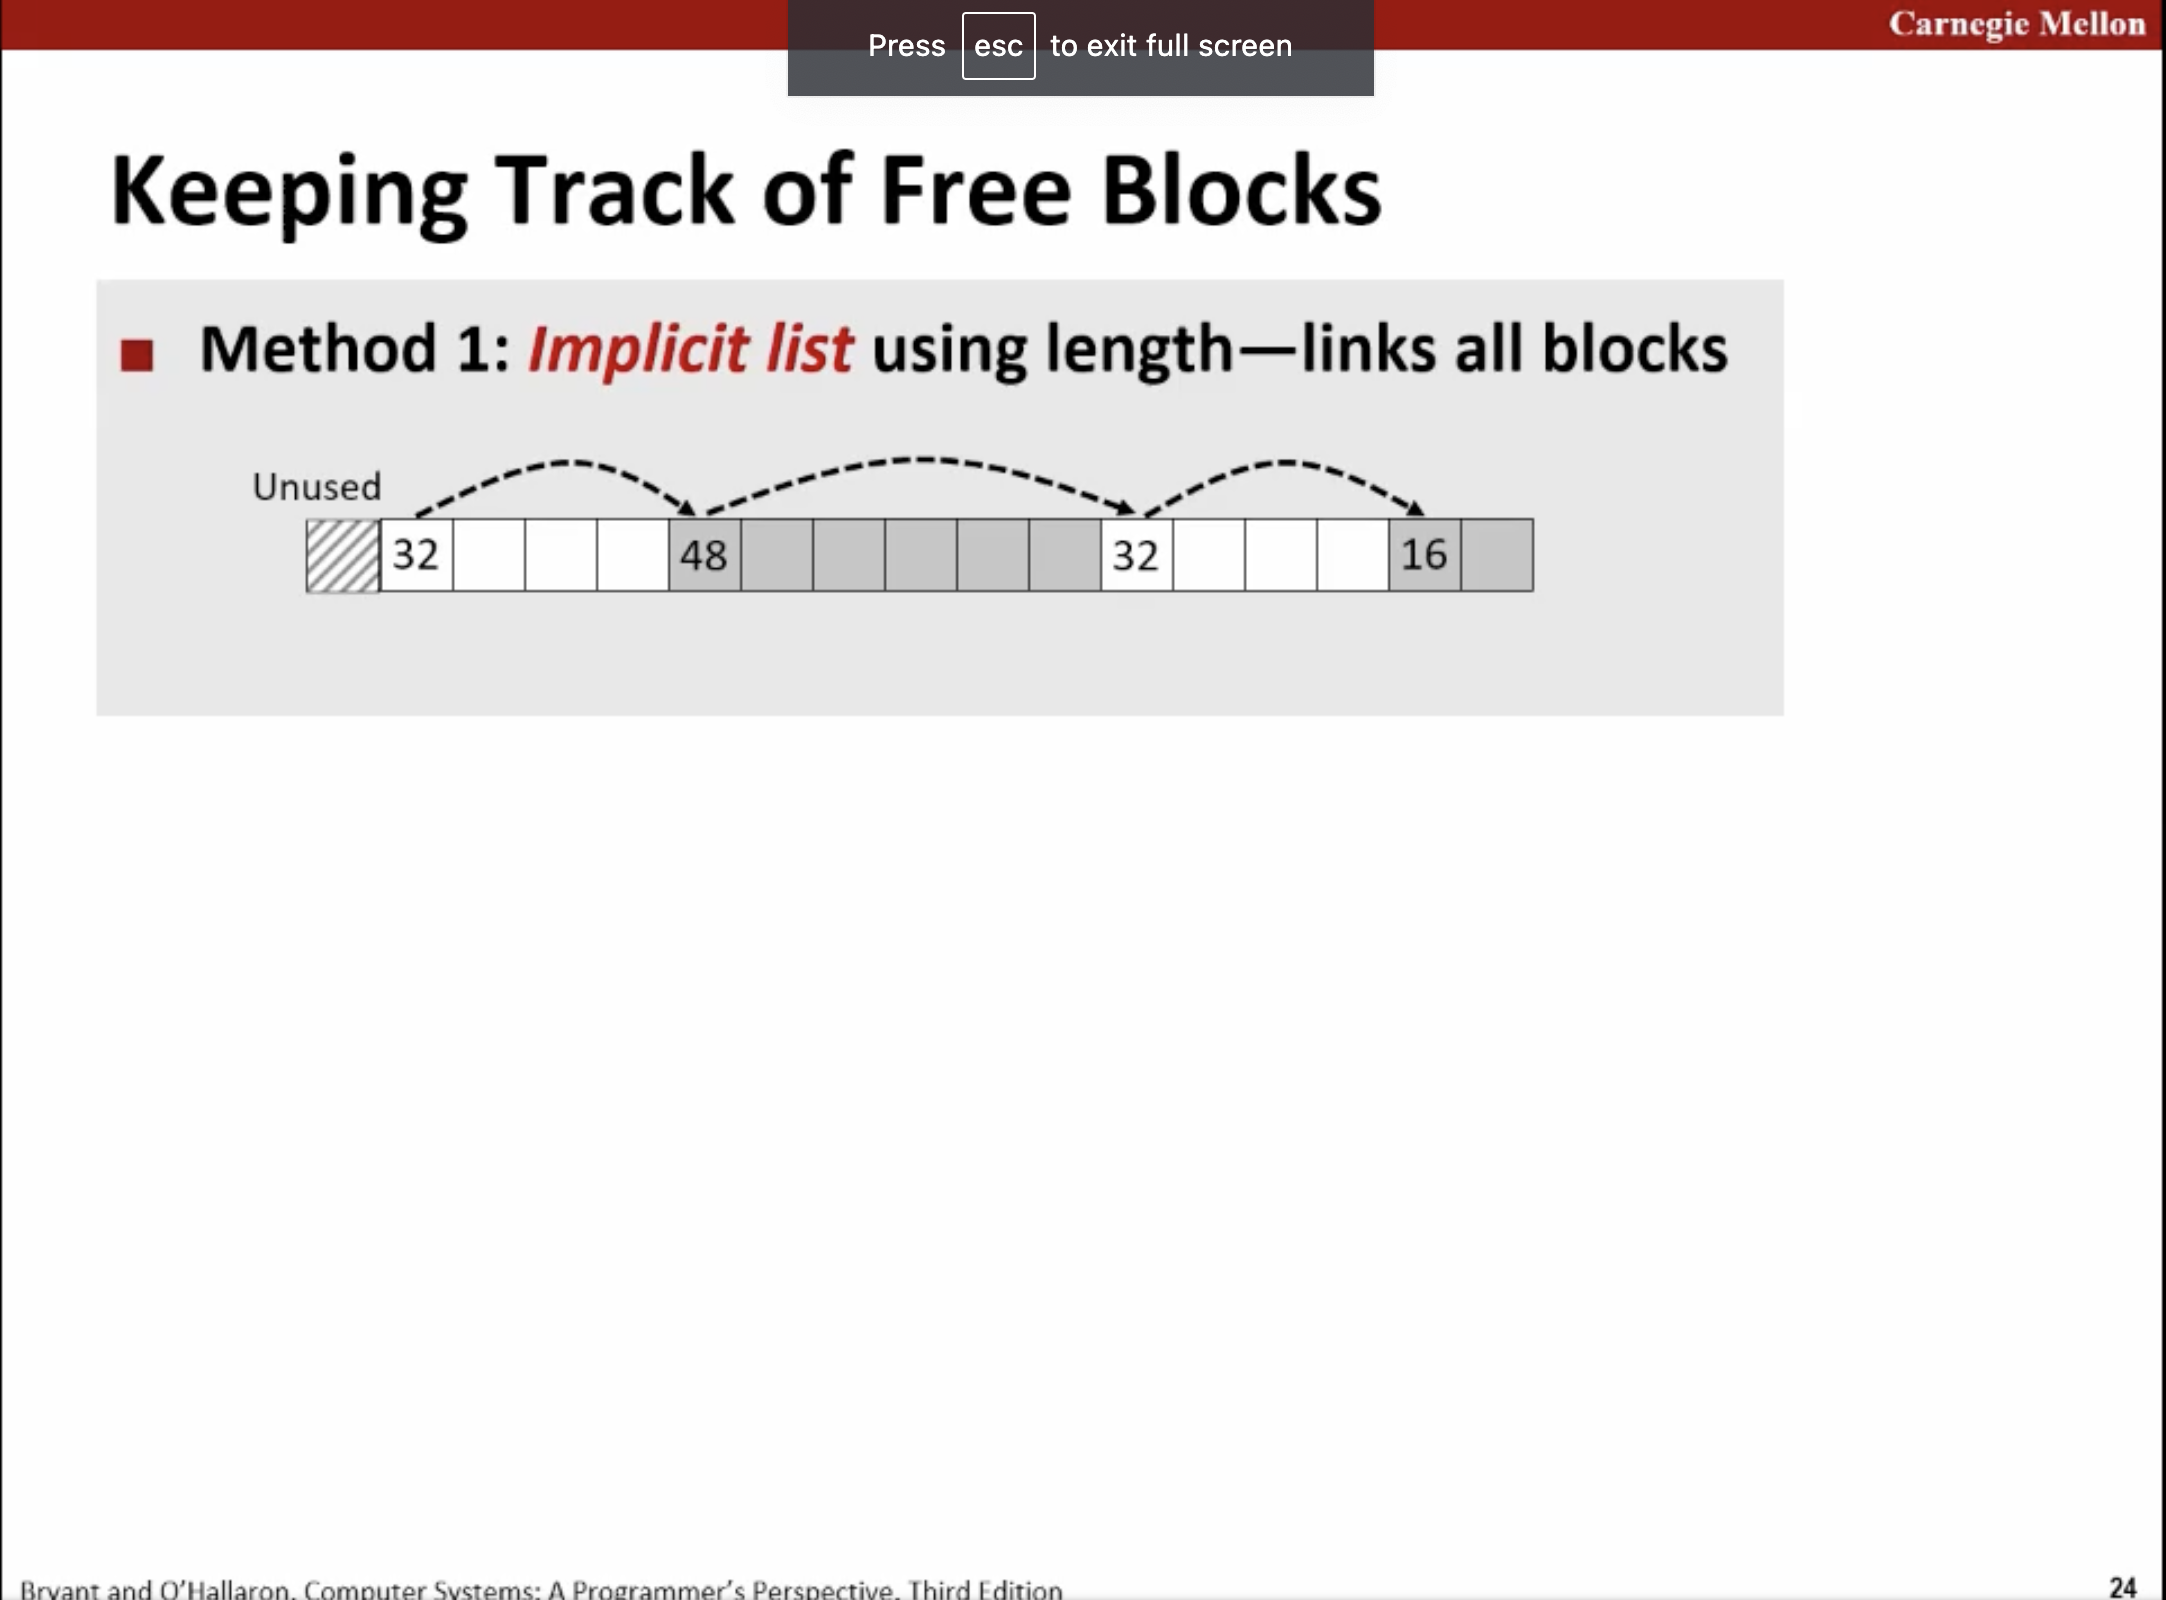 Carnegie Mellon
Press esc to exit full screen
Keeping Track of Free Blocks
Method 1: Implicit list using length—links all blocks
Unused
32 48 32 16
Bryant and O'Hallaron, Computer Systems: A Programmer's Perspective, Third Edition
24